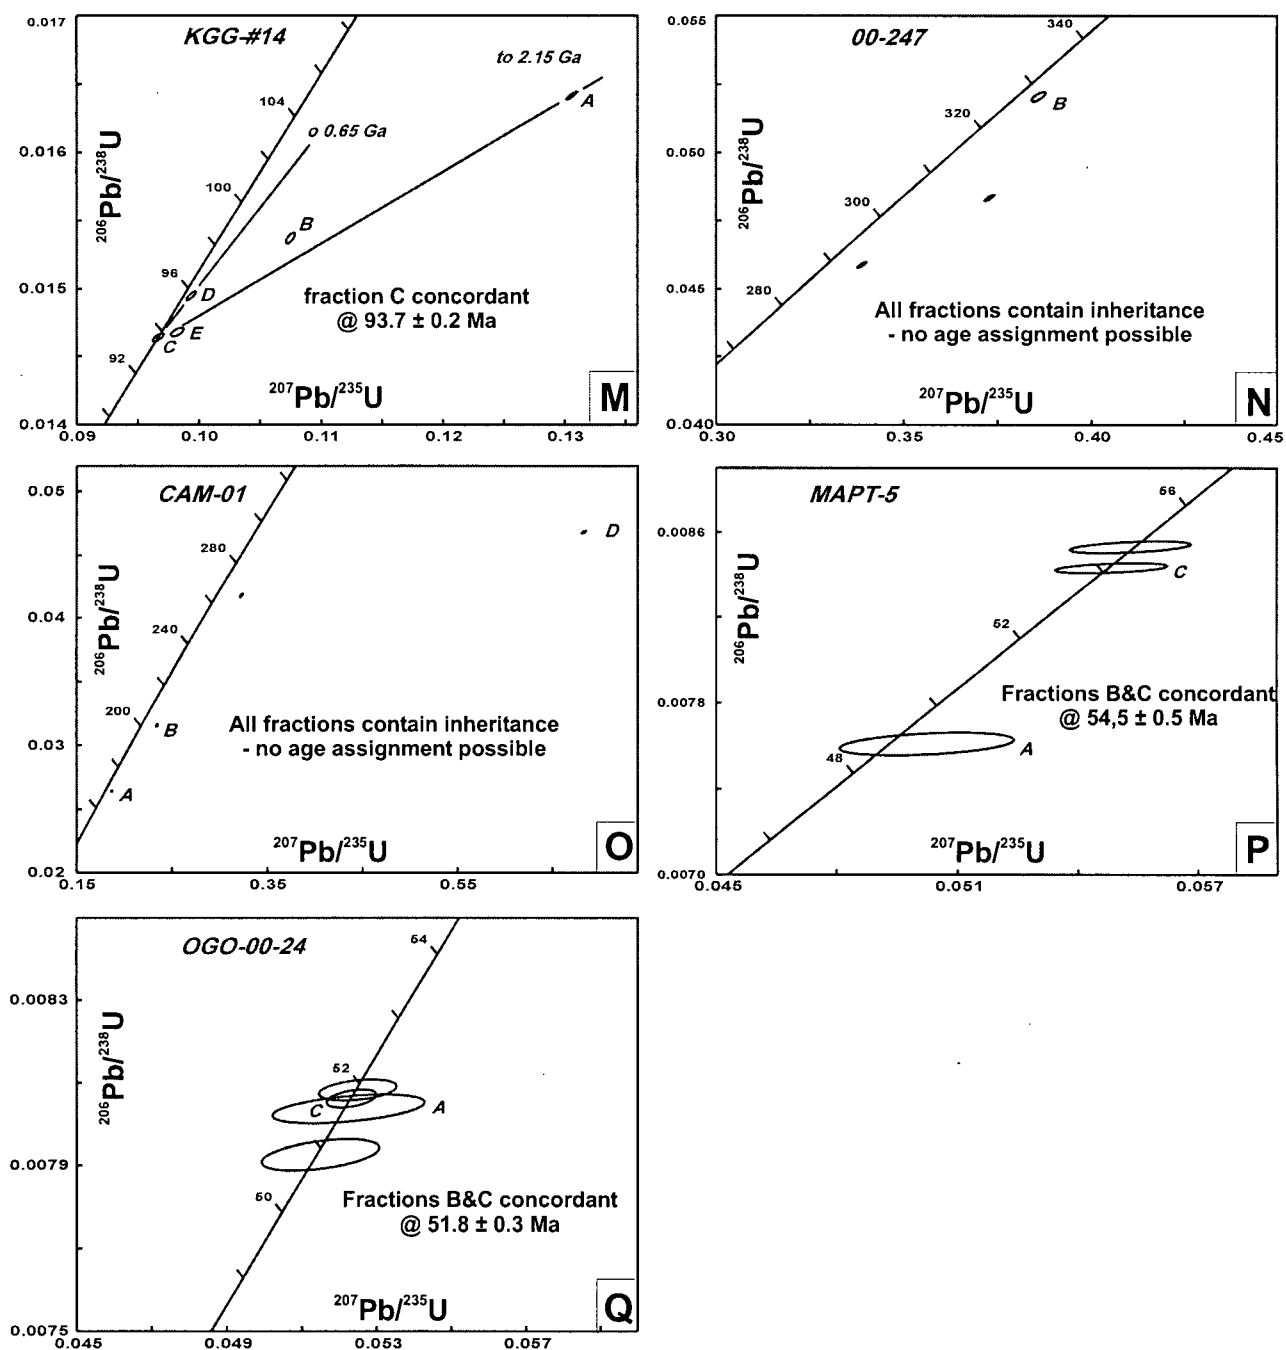 KGG-#14
to 2.15 Ga
o 0.65 Ga
0.017
0.016
0.015
0.014
104
100
96
92
A
B
D
E
C
206Pb/238U
fraction C concordant
@ 93.7 ± 0.2 Ma
207Pb/235U
M
0.09
0.10
0.11
0.12
0.13
00-247
0.055
0.050
0.045
0.040
340
320
300
280
B
206Pb/238U
All fractions contain inheritance
- no age assignment possible
207Pb/235U
N
0.30
0.35
0.40
0.45
CAM-01
0.05
0.04
0.03
0.02
280
240
200
D
B
A
206Pb/238U
All fractions contain inheritance
- no age assignment possible
207Pb/235U
O
0.15
0.35
0.55
MAPT-5
0.0086
0.0078
0.0070
56
52
48
C
A
206Pb/238U
Fractions B&C concordant
@ 54,5 ± 0.5 Ma
207Pb/235U
P
0.045
0.051
0.057
OGO-00-24
0.0083
0.0079
0.0075
54
52
50
C
A
206Pb/238U
Fractions B&C concordant
@ 51.8 ± 0.3 Ma
207Pb/235U
Q
0.045
0.049
0.053
0.057